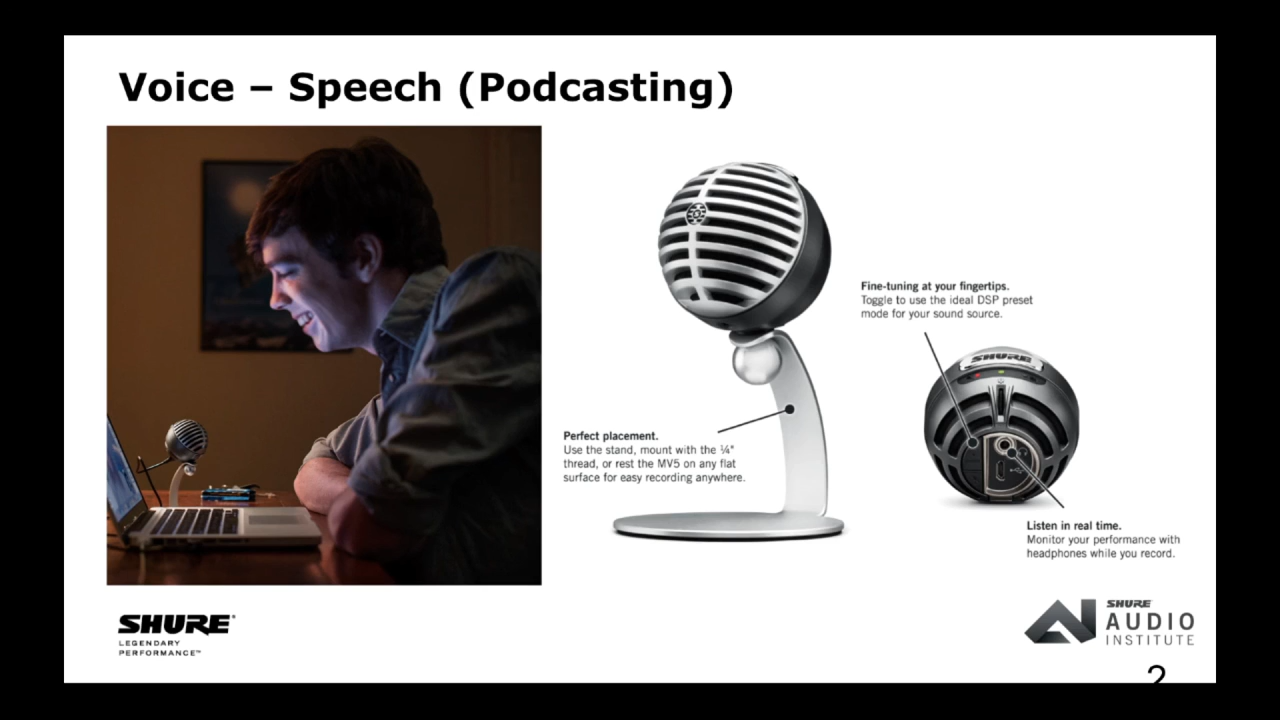 Voice – Speech (Podcasting)
Fine-tuning at your fingertips.
Toggle to use the ideal DSP preset
mode for your sound source.
SHURE
Perfect placement.
Use the stand, mount with the ¼"
thread, or rest the MV5 on any flat
surface for easy recording anywhere.
Listen in real time.
Monitor your performance with
headphones while you record.
SHURE®
LEGENDARY
PERFORMANCE™
SHURE
AUDIO
INSTITUTE
2